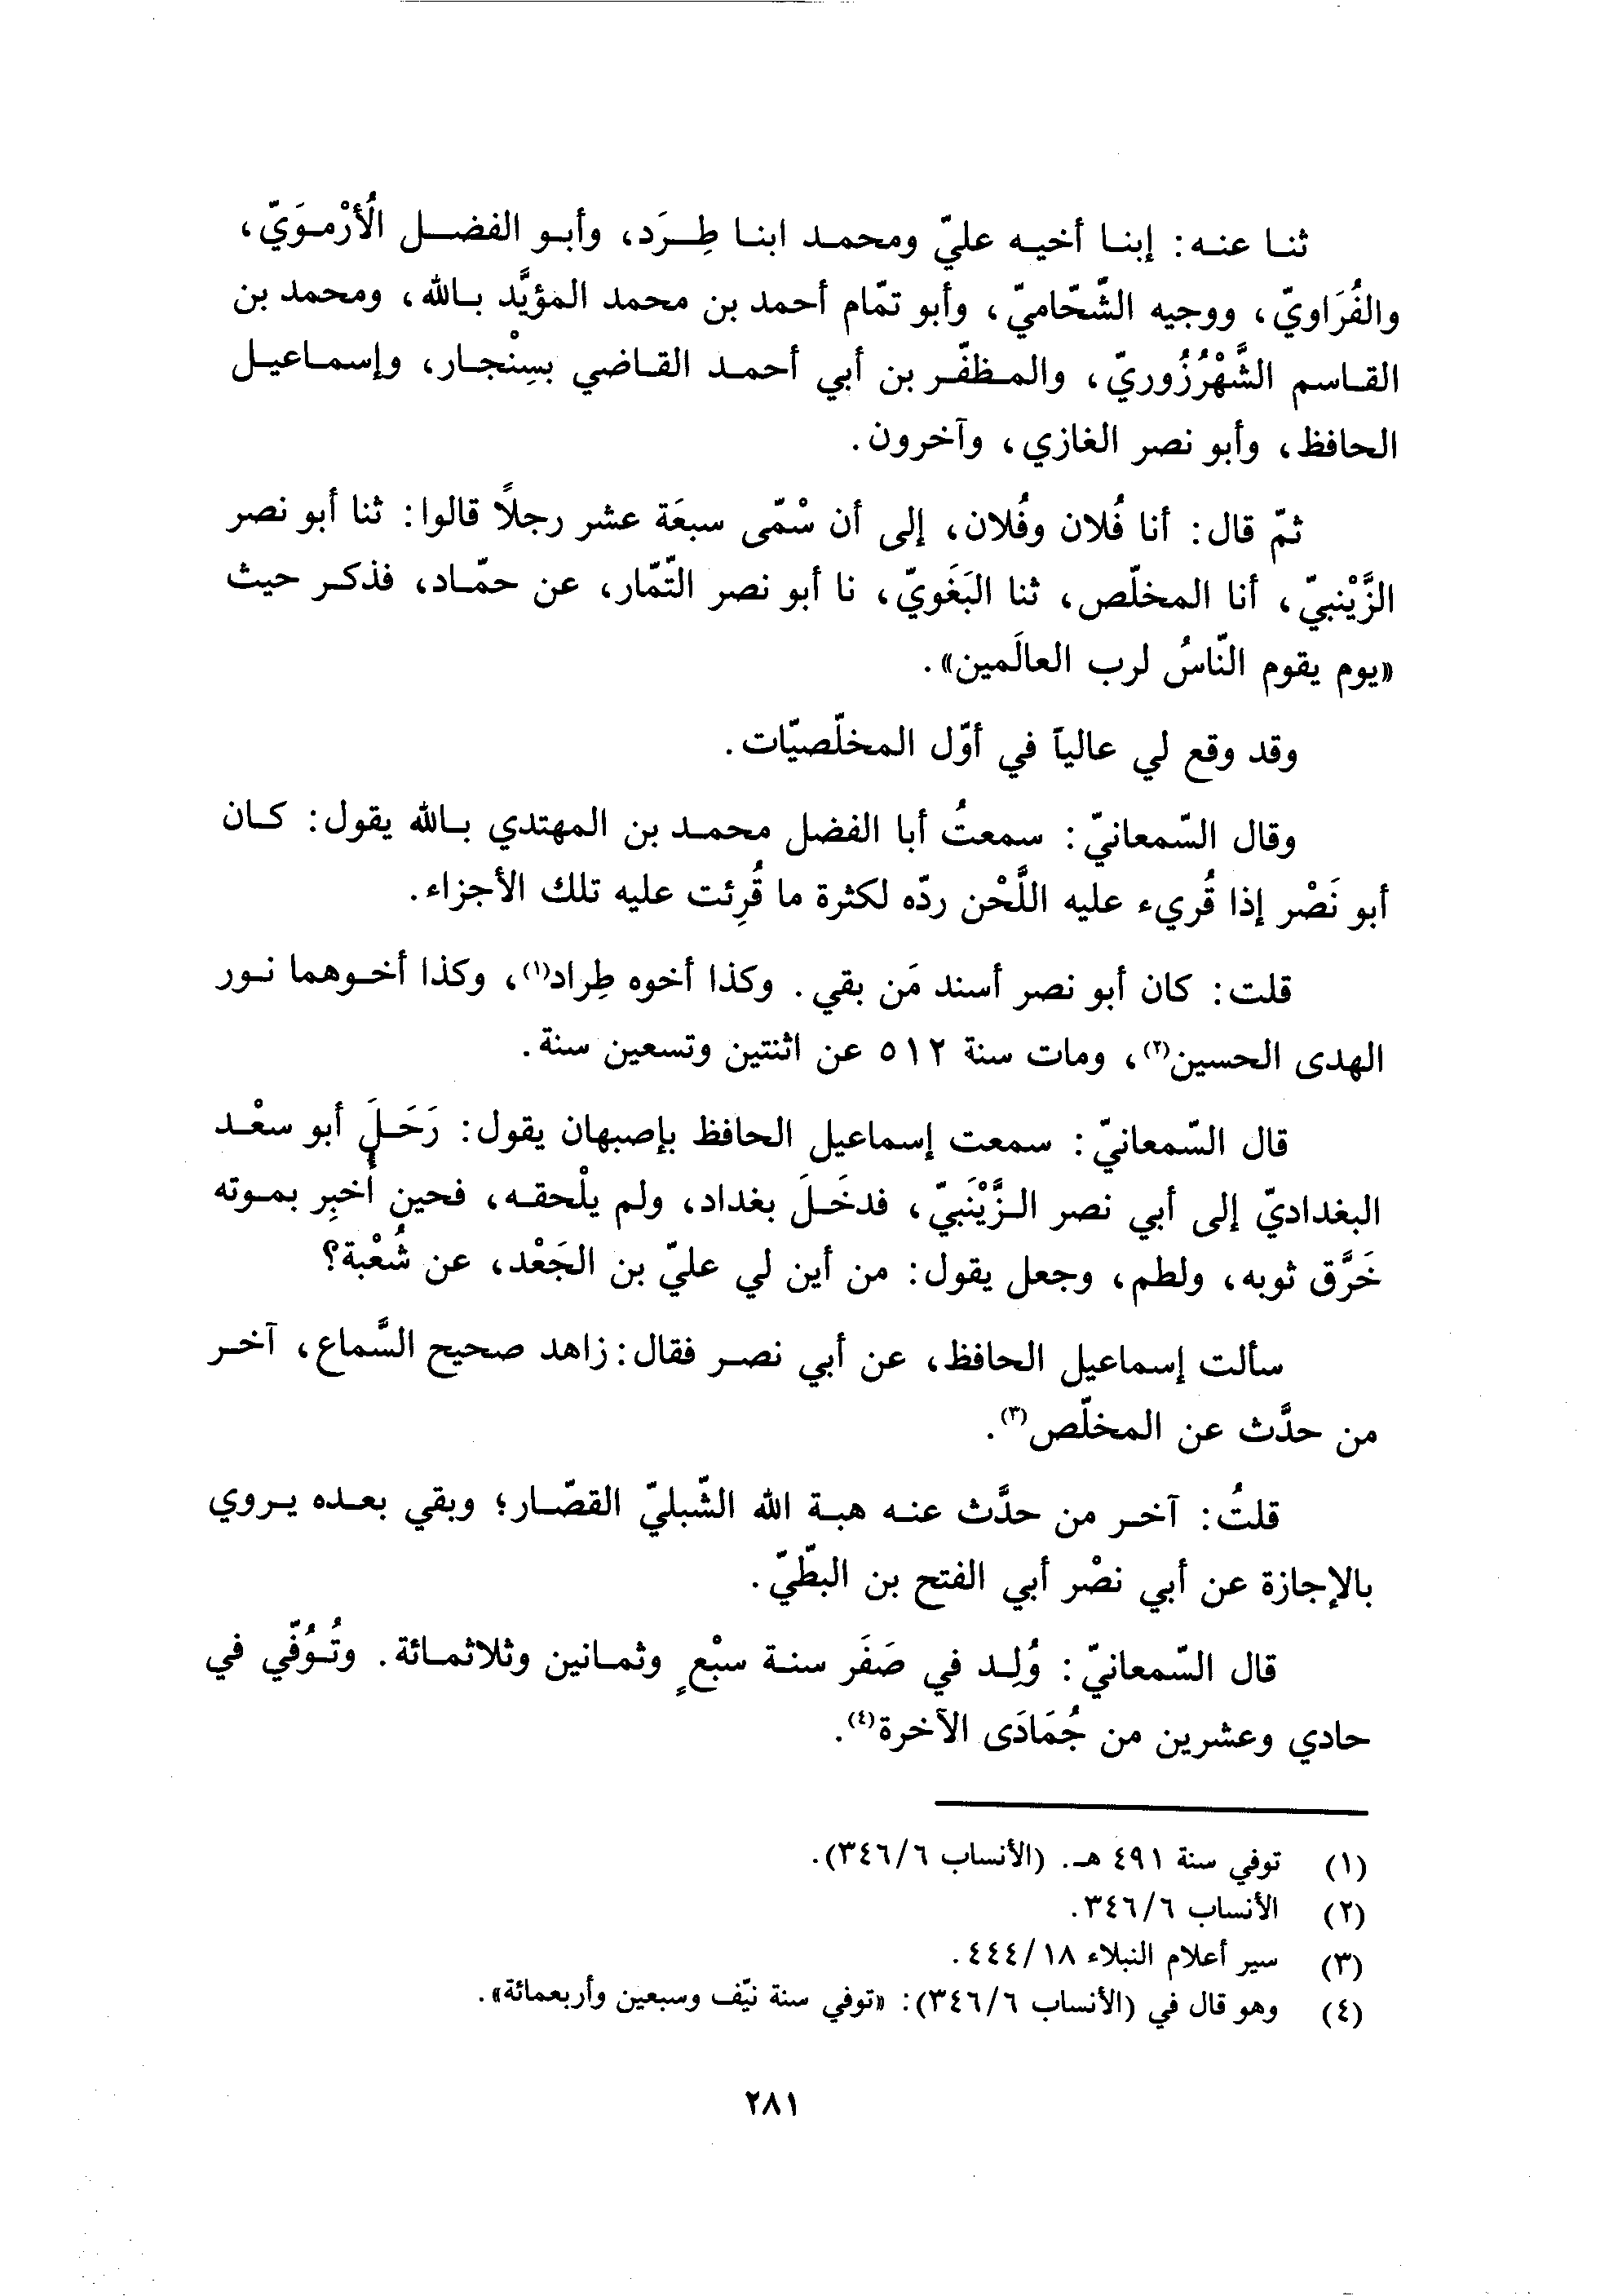 ثنا عنه: إبنا أخيه عليّ ومحمد ابنا طِرَد، وأبو الفضل الُأرْموَيّ،
والفُرَاويّ، ووجيه الشّحّاميّ، وأبو تمّام أحمد بن محمد المؤيَّد بالله، ومحمد بن
القاسم الشَّهْرُزُوريّ، والمظفّر بن أبي أحمد القاضي بسِنْجار، وإسماعيل
الحافظ، وأبو نصر الغازي، وآخرون.
ثمّ قال: أنا فُلان وفُلان، إلى أن سْمّى سبعَة عشر رجلاً قالوا: ثنا أبو نصر
الزَّيْنبيّ، أنا المخلّص، ثنا البَغَويّ، نا أبو نصر التّمّار، عن حمّاد، فذكر حيث
«يوم يقوم النّاسُ لرب العالَمين».
وقد وقع لي عالياً في أوّل المخلّصيّات.
وقال السّمعانيّ: سمعتُ أبا الفضل محمد بن المهتدي بالله يقول: كان
أبو نَصْر إذا قُريء عليه اللَّحْن ردّه لكثرة ما قُرِئت عليه تلك الأجزاء.
قلت: كان أبو نصر أسند مَن بقي. وكذا أخوه طِراد(١)، وكذا أخوهما نور
الهدى الحسين(٢)، ومات سنة ٥١٢ عن اثنتين وتسعين سنة.
قال السّمعانيّ: سمعت إسماعيل الحافظ بإصبهان يقول: رَحَلَ أبو سعْد
البغداديّ إلى أبي نصر الزَّيْنَبيّ، فدخَلَ بغداد، ولم يلْحقه، فحين أُخبِر بموته
خَرَّق ثوبه، ولطم، وجعل يقول: من أين لي عليّ بن الجَعْد، عن شُعْبة؟
سألت إسماعيل الحافظ، عن أبي نصر فقال: زاهد صحيح السَّماع، آخر
من حدَّث عن المخلّص(٣).
قلتُ: آخر من حدَّث عنه هبة الله الشّبليّ القصّار؛ وبقي بعده يروي
بالإجازة عن أبي نصْر أبي الفتح بن البطّيّ.
قال السّمعانيّ: وُلِد في صَفَر سنة سبْعٍ وثمانين وثلاثمائة. وتُوُفّي في
حادي وعشرين من جُمَادَى الآخرة(٤).
(١) توفي سنة ٤٩١ هـ. (الأنساب ٣٤٦/٦).
(٢) الأنساب ٣٤٦/٦.
(٣) سير أعلام النبلاء ٤٤٤/١٨.
(٤) وهو قال في (الأنساب ٣٤٦/٦): «توفي سنة نيّف وسبعين وأربعمائة».
٢٨١